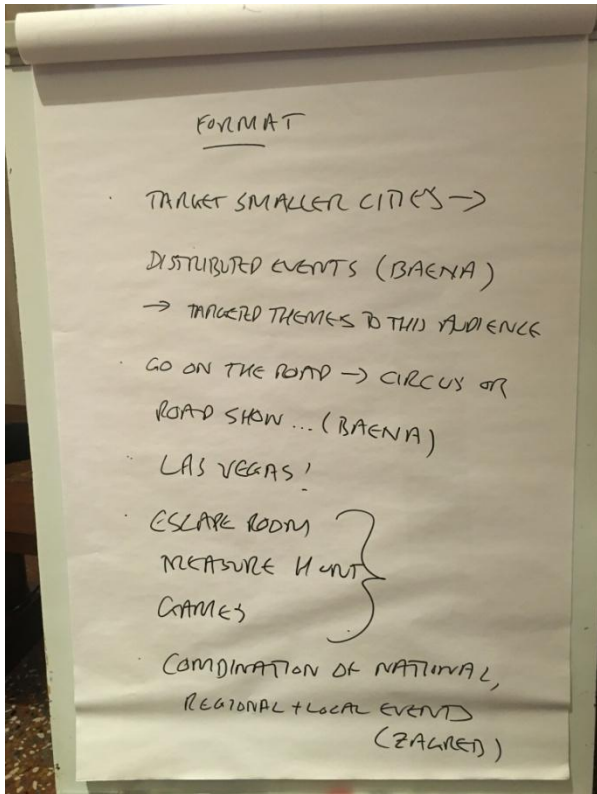 FORMAT
· TARGET SMALLER CITIES →
DISTRIBUTED EVENTS (BAENA)
→ TARGETED THEMES TO THIS AUDIENCE
· GO ON THE ROAD → CIRCUS OR
ROAD SHOW... (BAENA)
· LAS VEGAS!
· ESCAPE ROOM
MEASURE HUNT
GAMES
· COMBINATION OF NATIONAL,
REGIONAL + LOCAL EVENTS
(ZAGREB)